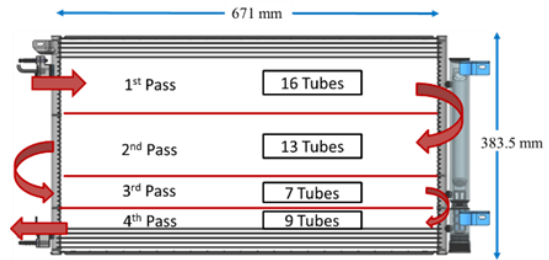 671 mm
1st Pass 16 Tubes
2nd Pass 13 Tubes
383.5 mm
3rd Pass 7 Tubes
4th Pass 9 Tubes